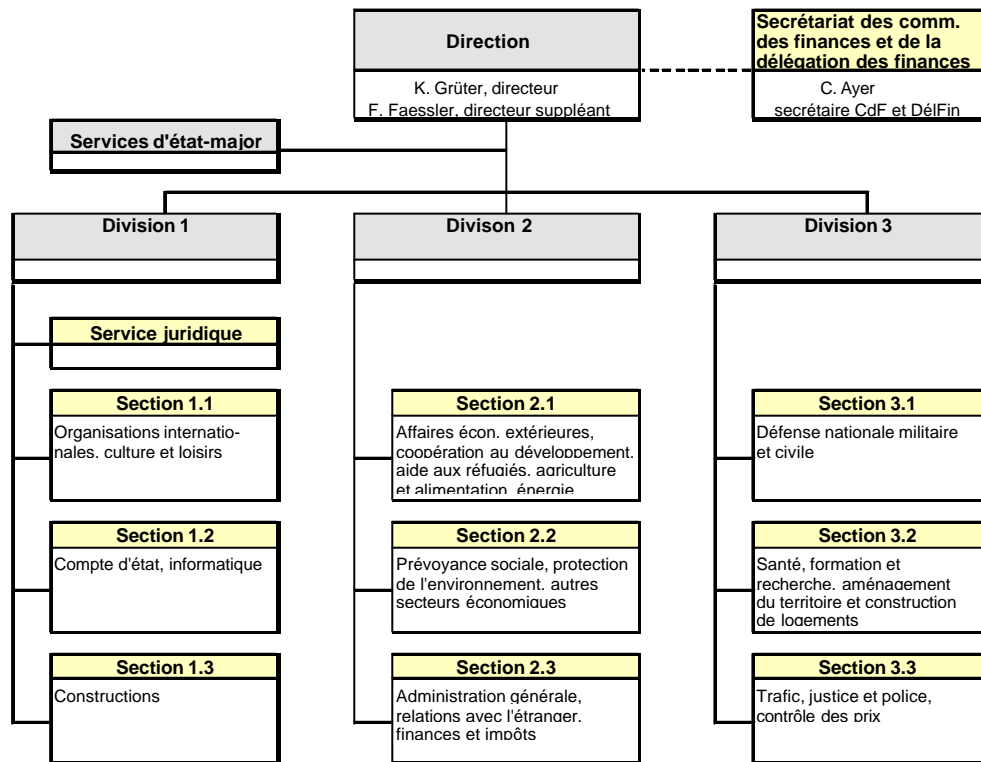 Direction
K. Grüter, directeur
F. Faessler, directeur suppléant
Secrétariat des comm.
des finances et de la
délégation des finances
C. Ayer
secrétaire CdF et DélFin
Services d'état-major
Division 1
Divison 2
Division 3
Service juridique
Section 1.1
Organisations internatio-
nales, culture et loisirs
Section 2.1
Affaires écon. extérieures,
coopération au développement,
aide aux réfugiés, agriculture
et alimentation, énergie
Section 3.1
Défense nationale militaire
et civile
Section 1.2
Compte d'état, informatique
Section 2.2
Prévoyance sociale, protection
de l'environnement, autres
secteurs économiques
Section 3.2
Santé, formation et
recherche, aménagement
du territoire et construction
de logements
Section 1.3
Constructions
Section 2.3
Administration générale,
relations avec l'étranger,
finances et impôts
Section 3.3
Trafic, justice et police,
contrôle des prix